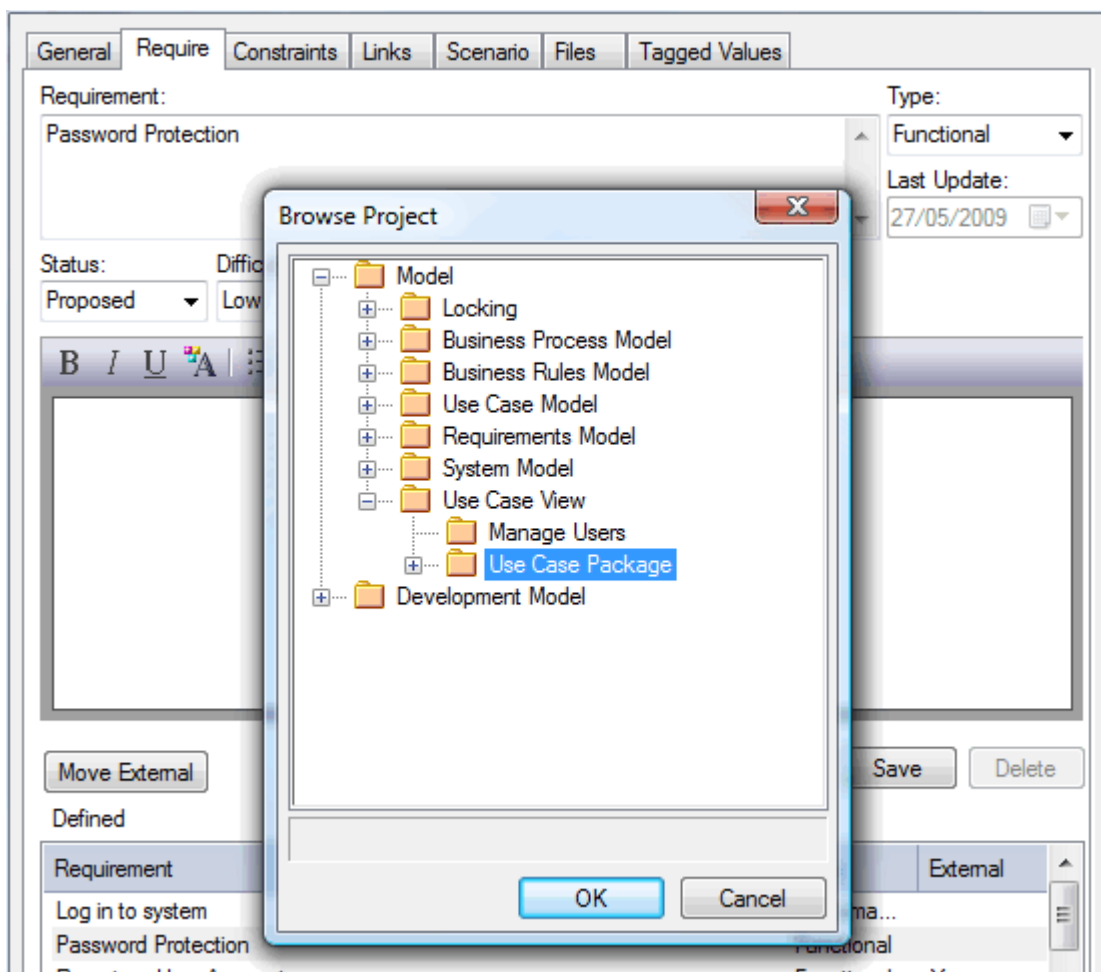 General Require Constraints Links Scenario Files Tagged Values
Requirement: Type:
Password Protection Functional
Last Update:
27/05/2009
Browse Project
Status:
Proposed Low
Model
Locking
Business Process Model
Business Rules Model
Use Case Model
Requirements Model
System Model
Use Case View
Manage Users
Use Case Package
Development Model
B I U A
Move External Save Delete
Defined
Requirement External
OK Cancel
Log in to system
Password Protection Functional